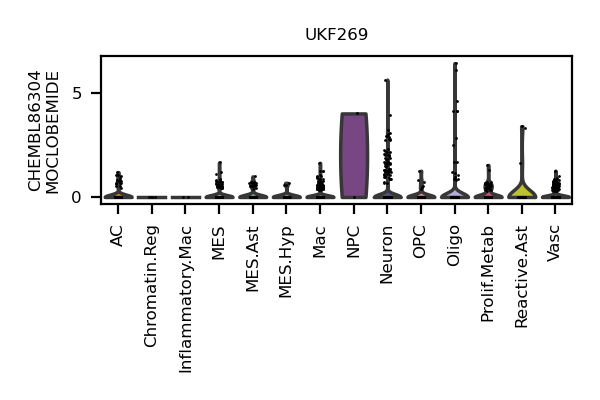 UKF269
CHEMBL86304
MOCLOBEMIDE
5
0
AC
Chromatin.Reg
Inflammatory.Mac
MES
MES.Ast
MES.Hyp
Mac
NPC
Neuron
OPC
Oligo
Prolif.Metab
Reactive.Ast
Vasc